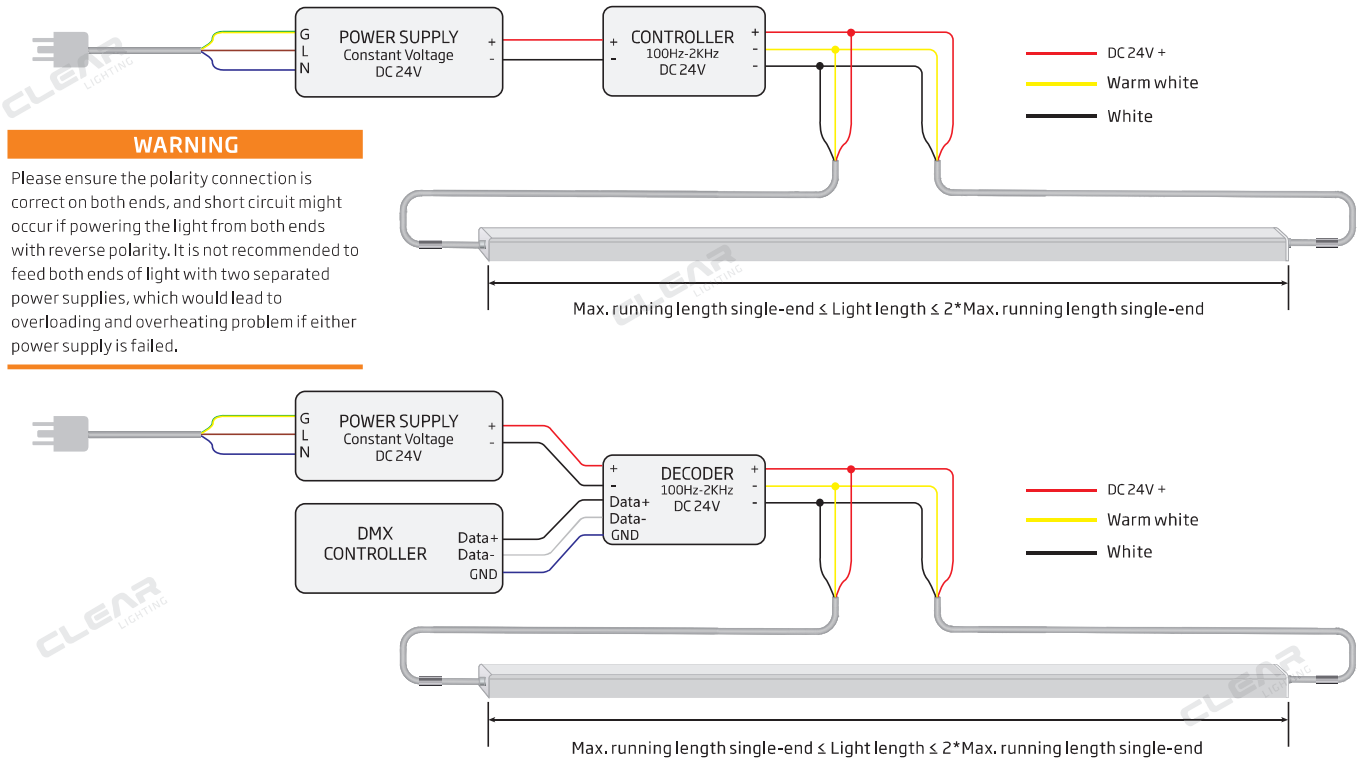 G
L
N
POWER SUPPLY
Constant Voltage
DC 24V
+
-
+
-
CONTROLLER
100Hz-2KHz
DC 24V
+
-
-
DC 24V +
Warm white
White
CLEAR
LIGHTING
WARNING
Please ensure the polarity connection is
correct on both ends, and short circuit might
occur if powering the light from both ends
with reverse polarity. It is not recommended to
feed both ends of light with two separated
power supplies, which would lead to
overloading and overheating problem if either
power supply is failed.
CLEAR
LIGHTING
Max. running length single-end ≤ Light length ≤ 2*Max. running length single-end
G
L
N
POWER SUPPLY
Constant Voltage
DC 24V
+
-
DMX
CONTROLLER
Data+
Data-
GND
+
-
Data+
Data-
GND
DECODER
100Hz-2KHz
DC 24V
+
-
-
DC 24V +
Warm white
White
CLEAR
LIGHTING
CLEAR
LIGHTING
Max. running length single-end ≤ Light length ≤ 2*Max. running length single-end